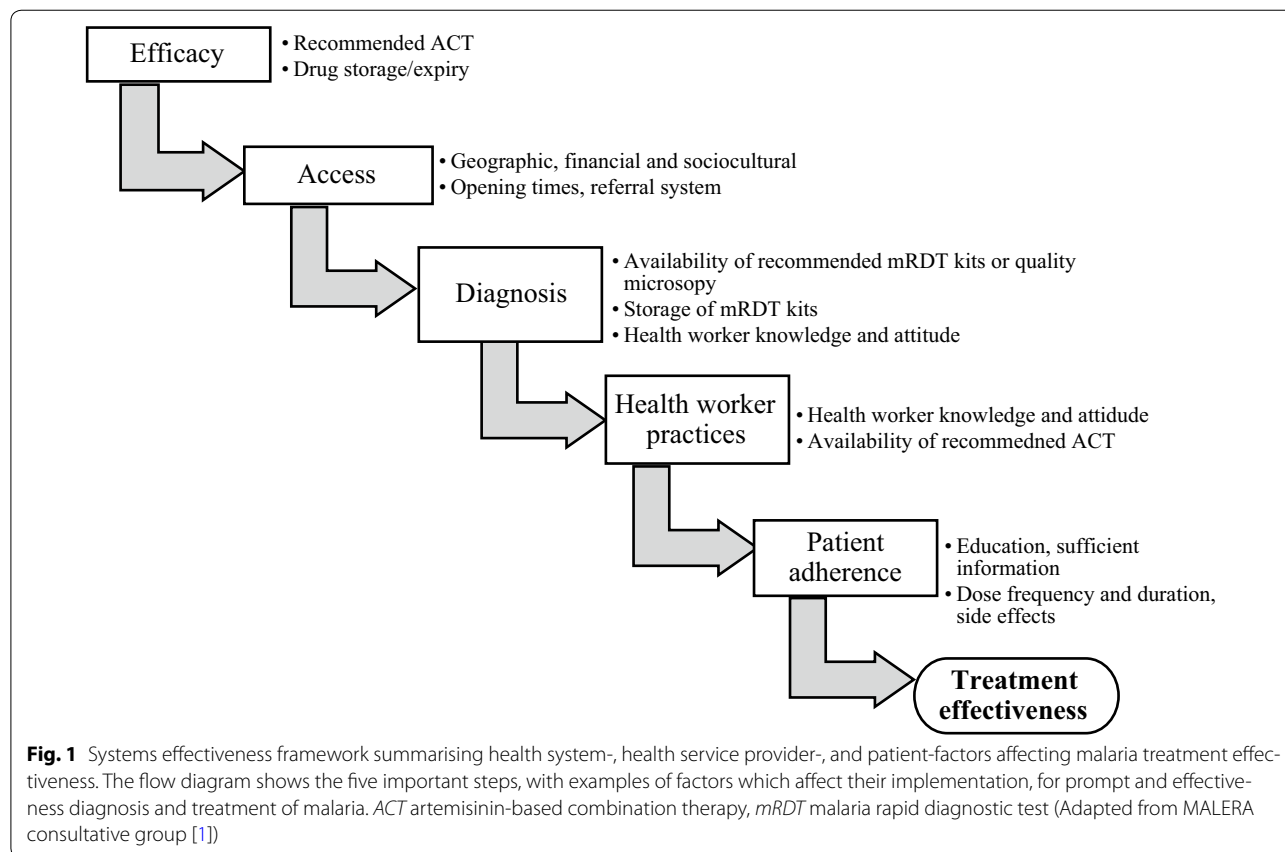 Efficacy
• Recommended ACT
• Drug storage/expiry
Access
• Geographic, financial and sociocultural
• Opening times, referral system
Diagnosis
• Availability of recommended mRDT kits or quality
microsopy
• Storage of mRDT kits
• Health worker knowledge and attitude
Health worker
practices
• Health worker knowledge and attidude
• Availability of recommedned ACT
Patient
adherence
• Education, sufficient
information
• Dose frequency and duration,
side effects
Treatment
effectiveness
Fig. 1 Systems effectiveness framework summarising health system-, health service provider-, and patient-factors affecting malaria treatment effec-
tiveness. The flow diagram shows the five important steps, with examples of factors which affect their implementation, for prompt and effective-
ness diagnosis and treatment of malaria. ACT artemisinin-based combination therapy, mRDT malaria rapid diagnostic test (Adapted from MALERA
consultative group [1])